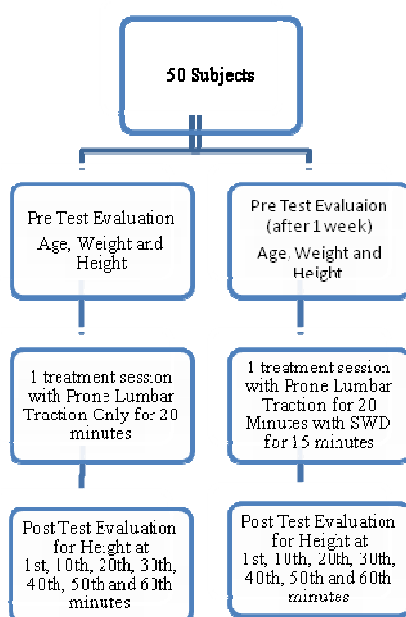 50 Subjects
Pre Test Evaluation
Age, Weight and
Height
Pre Test Evaluaion
(after 1 week)
Age, Weight and
Height
1 treatment session
with Prone Lumbar
Traction Only for 20
minutes
1 treatment session
with Prone Lumbar
Traction for 20
Minutes with SWD
for 15 minutes
Post Test Evaluation
for Height at
1st, 10th, 20th, 30th,
40th, 50th and 60th
minutes
Post Test Evaluation
for Height at
1st, 10th, 20th, 30th,
40th, 50th and 60th
minutes